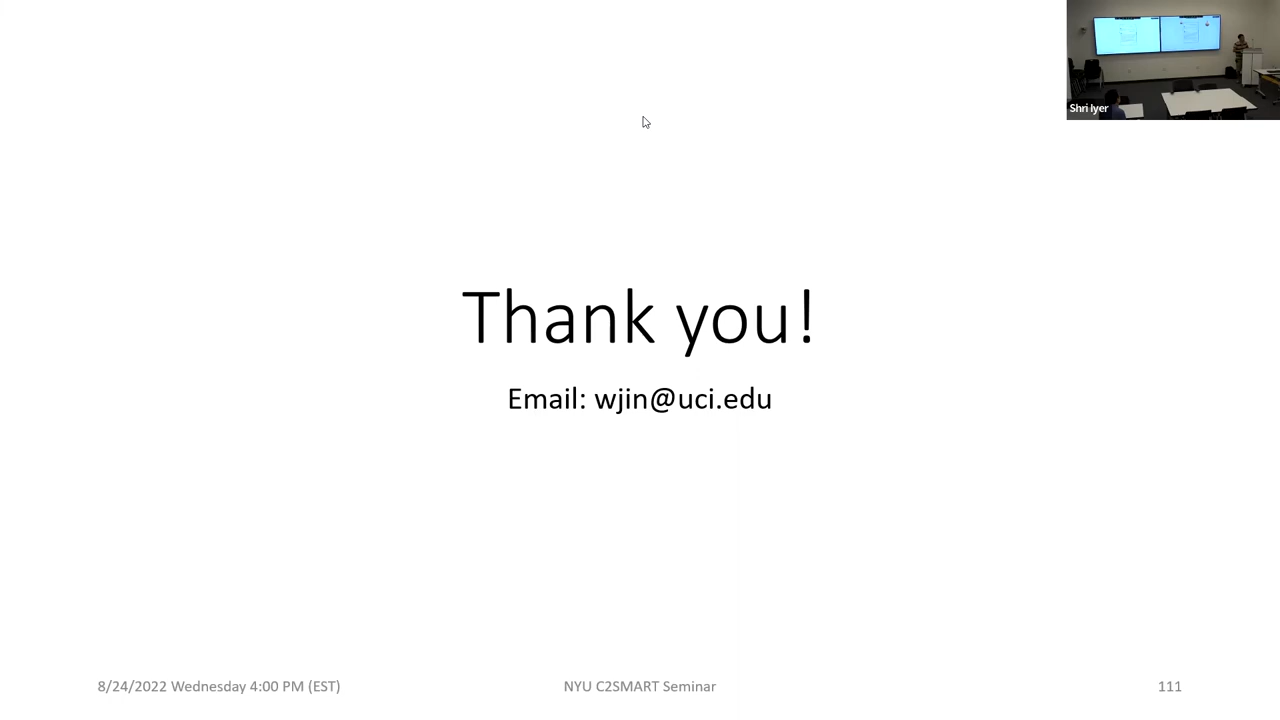 Shri Iyer
Thank you!
Email: wjin@uci.edu
8/24/2022 Wednesday 4:00 PM (EST)
NYU C2SMART Seminar
111